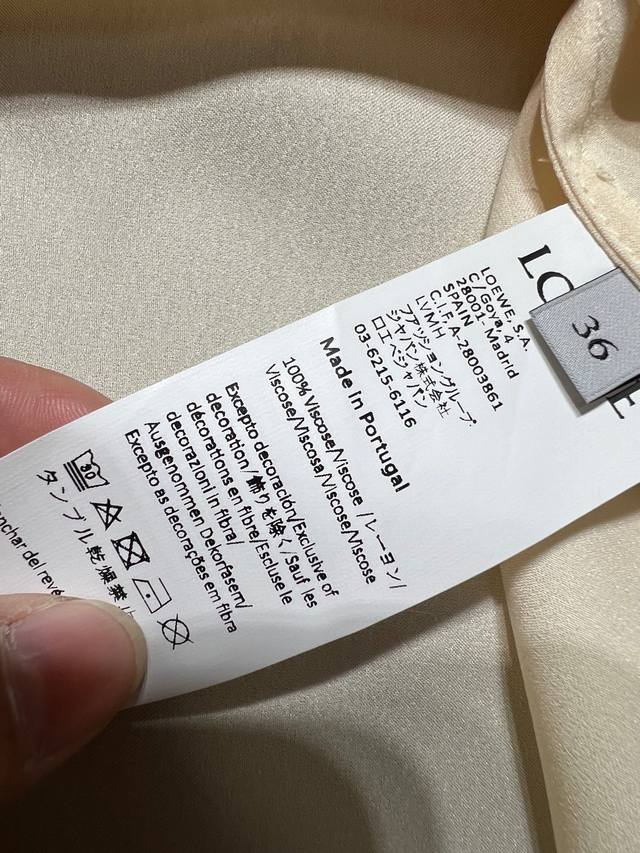 LO
E
36
LOEWE, S.A.
C/Goya, 4
28001- Madrid
SPAIN
C.I.F. A-28003861
LVMH
ファッショングループ
ジャパン株式会社
ロエベジャパン
03-6215-6116
Made in Portugal
100% Viscose/Viscose /レーヨン/
Viscose/Viscosa/Viscose/Viscose
Excepto decoración/Exclusive of
decoration/飾りを除く/Sauf les
décorations en fibre/Escluse le
decorazioni in fibra/
Ausgenommen Dekorfasern/
Excepto as decorações em fibra
30
タンブル乾燥禁止
anchar del revé